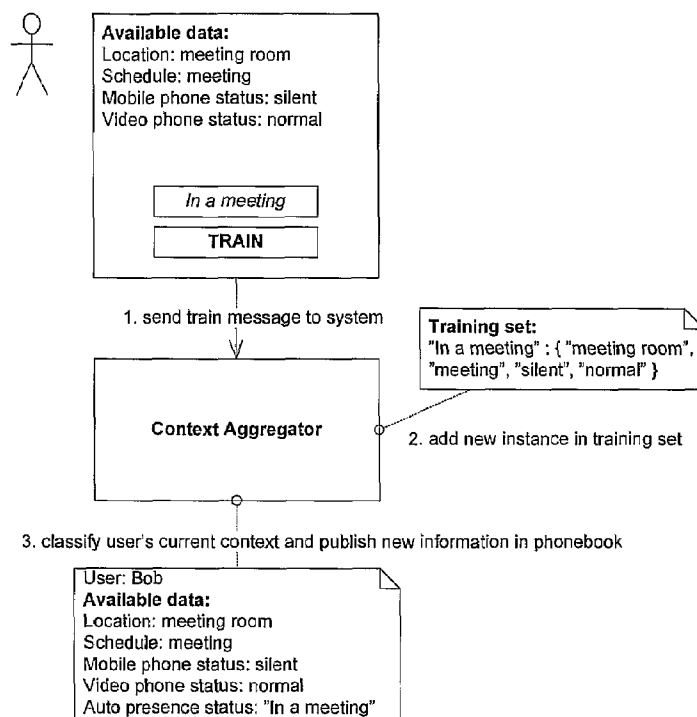 Available data:
Location: meeting room
Schedule: meeting
Mobile phone status: silent
Video phone status: normal
In a meeting
TRAIN
1. send train message to system
Training set:
"In a meeting" : { "meeting room",
"meeting", "silent", "normal" }
Context Aggregator
2. add new instance in training set
3. classify user's current context and publish new information in phonebook
User: Bob
Available data:
Location: meeting room
Schedule: meeting
Mobile phone status: silent
Video phone status: normal
Auto presence status: "In a meeting"